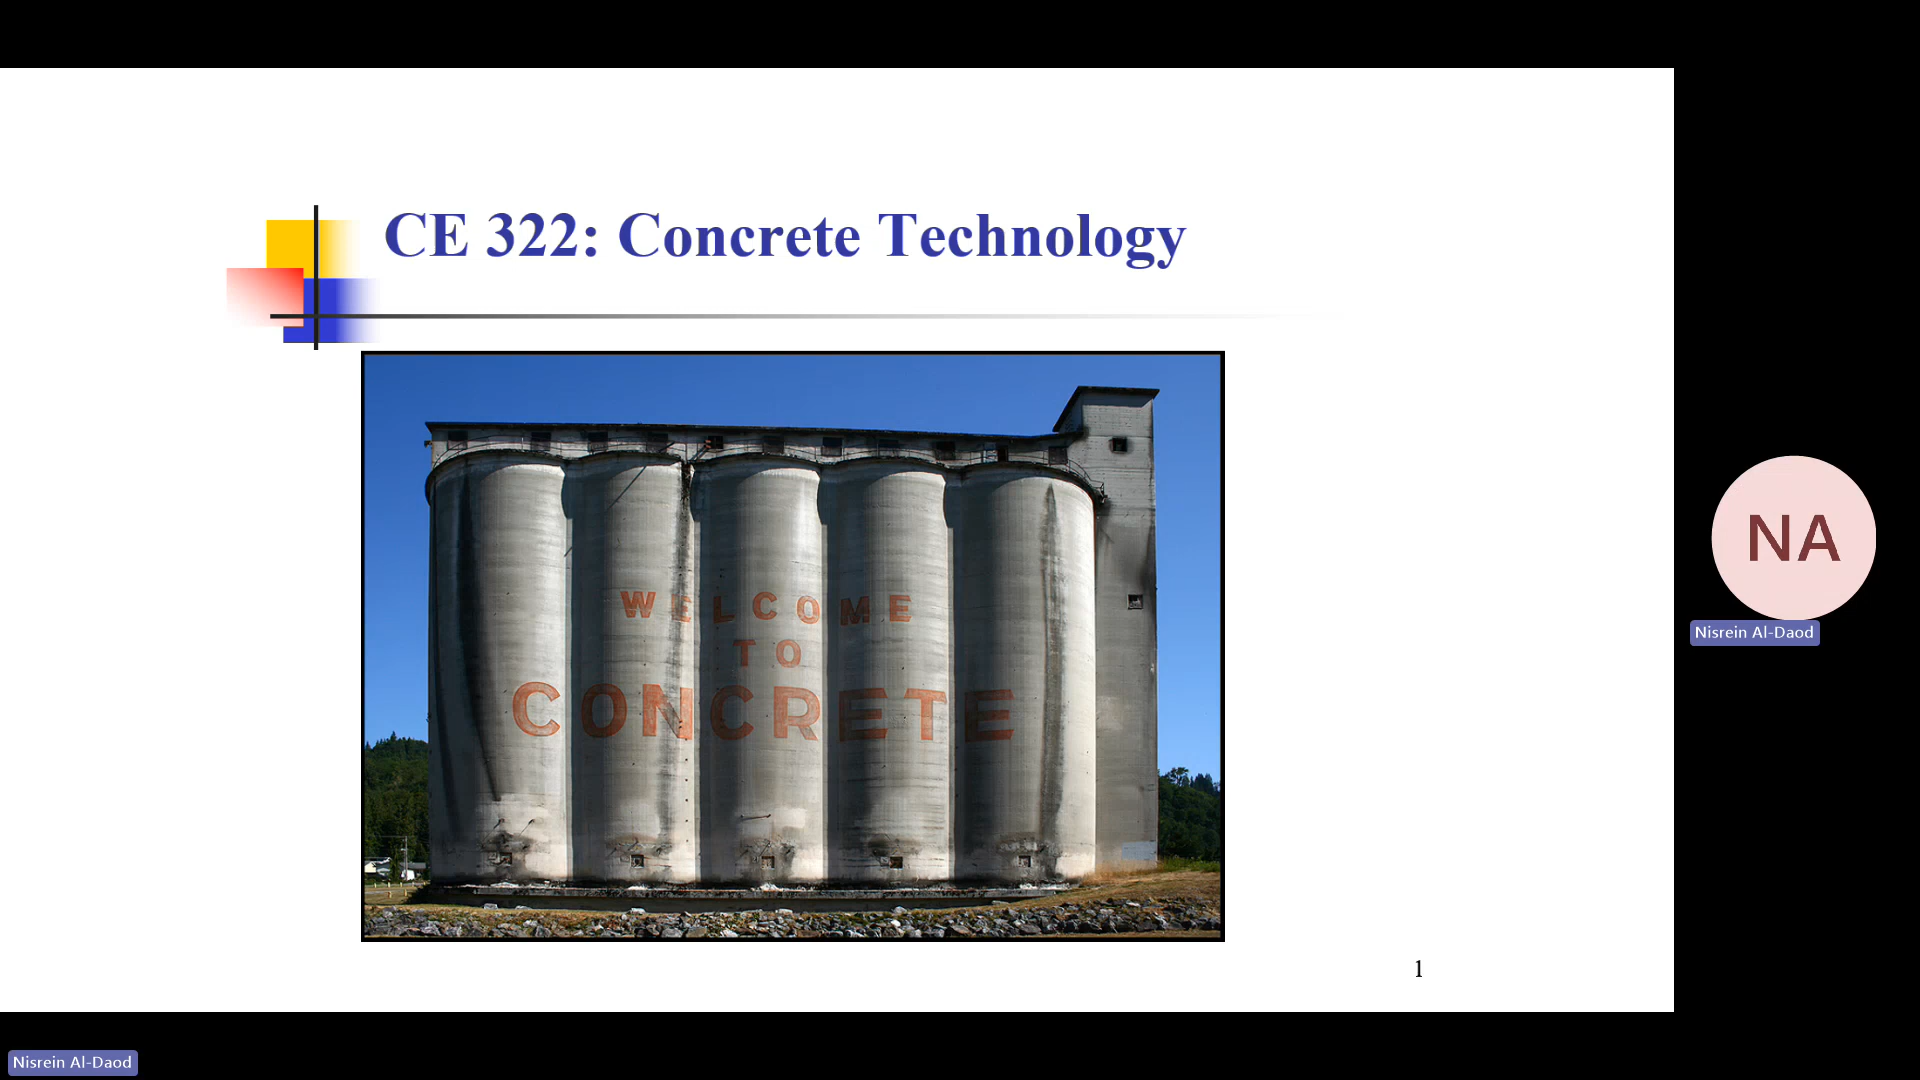 CE 322: Concrete Technology
WELCOME
TO
CONCRETE
1
NA
Nisrein Al-Daod
Nisrein Al-Daod